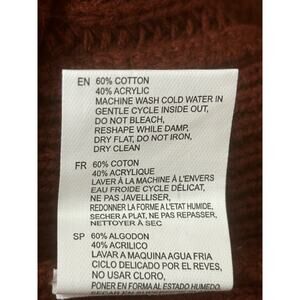 EN 60% COTTON
40% ACRYLIC
MACHINE WASH COLD WATER IN
GENTLE CYCLE INSIDE OUT,
DO NOT BLEACH,
RESHAPE WHILE DAMP,
DRY FLAT, DO NOT IRON,
DRY CLEAN
FR 60% COTON
40% ACRYLIQUE
LAVER À LA MACHINE À L'ENVERS
EAU FROIDE CYCLE DÉLICAT,
NE PAS JAVELLISER,
REDONNER LA FORME A L'ETAT HUMIDE,
SECHER A PLAT, NE PAS REPASSER,
NETTOYER À SEC
SP 60% ALGODON
40% ACRILICO
LAVAR A MAQUINA AGUA FRIA
CICLO DELICADO POR EL REVES,
NO USAR CLORO,
PONER EN FORMA AL ESTADO HUMEDO,